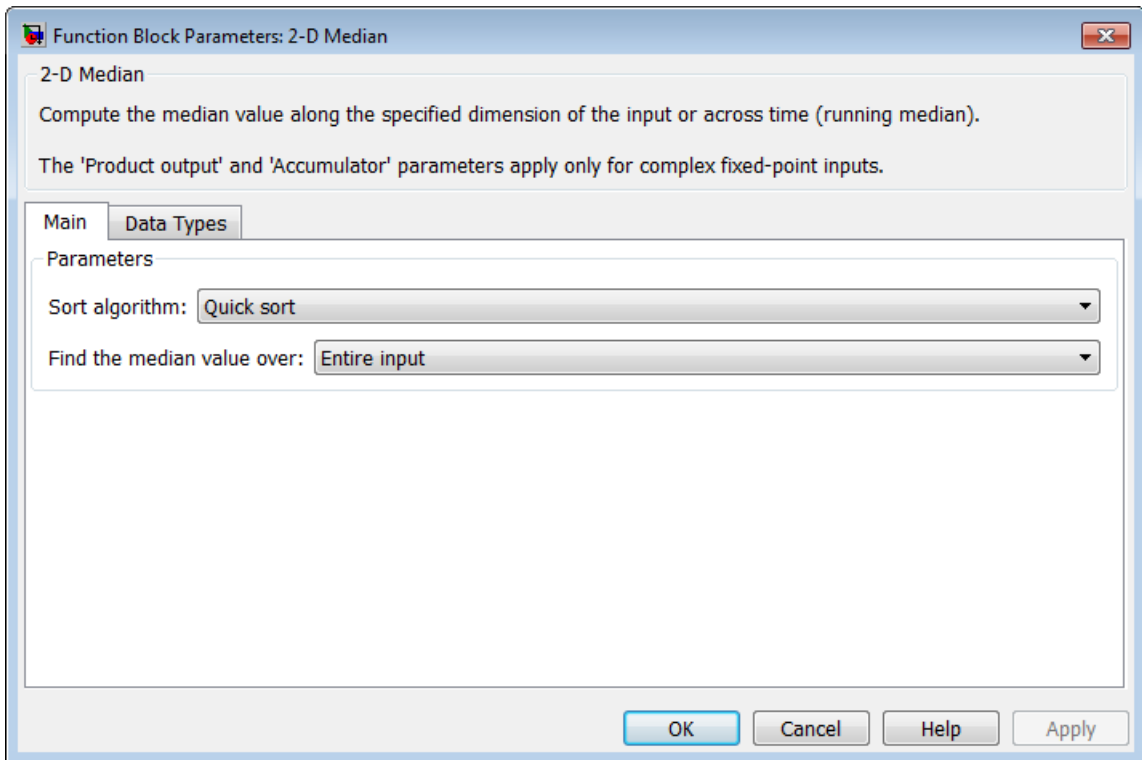 Function Block Parameters: 2-D Median
2-D Median
Compute the median value along the specified dimension of the input or across time (running median).
The 'Product output' and 'Accumulator' parameters apply only for complex fixed-point inputs.
Main Data Types
Parameters
Sort algorithm: Quick sort
Find the median value over: Entire input
OK Cancel Help Apply